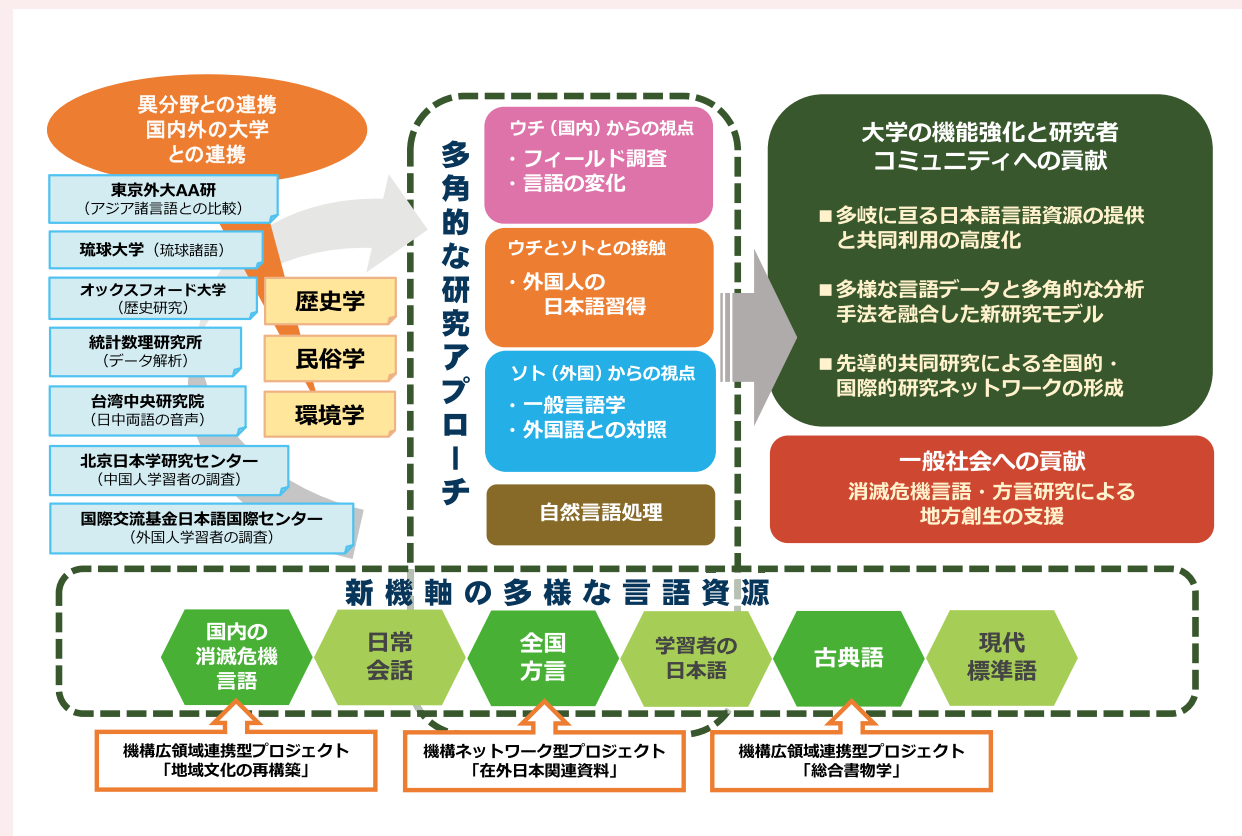 異分野との連携
国内外の大学
との連携
東京外大AA研
（アジア諸言語との比較）
琉球大学（琉球諸語）
オックスフォード大学
（歴史研究）
統計数理研究所
（データ解析）
台湾中央研究院
（日中両語の音声）
北京日本学研究センター
（中国人学習者の調査）
国際交流基金日本語国際センター
（外国人学習者の調査）
歴史学
民俗学
環境学
多角的な研究アプローチ
ウチ（国内）からの視点
・フィールド調査
・言語の変化
ウチとソトとの接触
・外国人の
日本語習得
ソト（外国）からの視点
・一般言語学
・外国語との対照
自然言語処理
大学の機能強化と研究者
コミュニティへの貢献
■多岐に亘る日本語言語資源の提供
と共同利用の高度化
■多様な言語データと多角的な分析
手法を融合した新研究モデル
■先導的共同研究による全国的・
国際的研究ネットワークの形成
一般社会への貢献
消滅危機言語・方言研究による
地方創生の支援
新機軸の多様な言語資源
国内の
消滅危機
言語
日常
会話
全国
方言
学習者の
日本語
古典語
現代
標準語
機構広領域連携型プロジェクト
「地域文化の再構築」
機構ネットワーク型プロジェクト
「在外日本関連資料」
機構広領域連携型プロジェクト
「総合書物学」